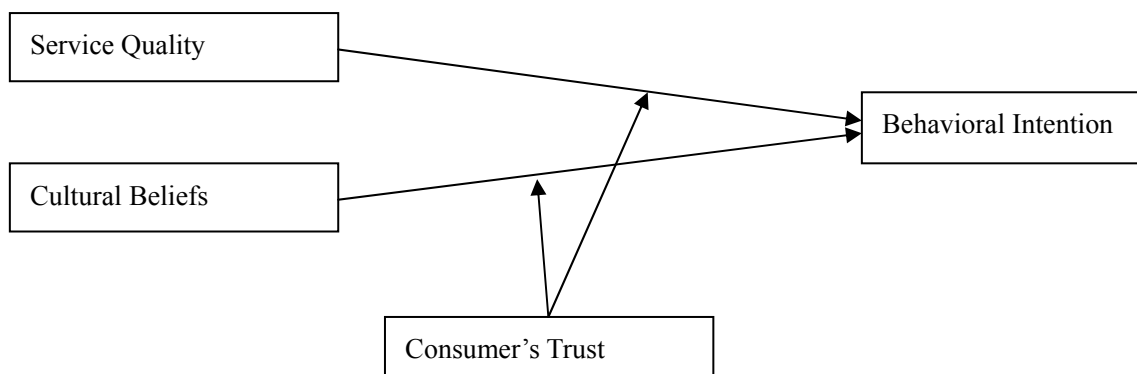 Service Quality
Behavioral Intention
Cultural Beliefs
Consumer’s Trust